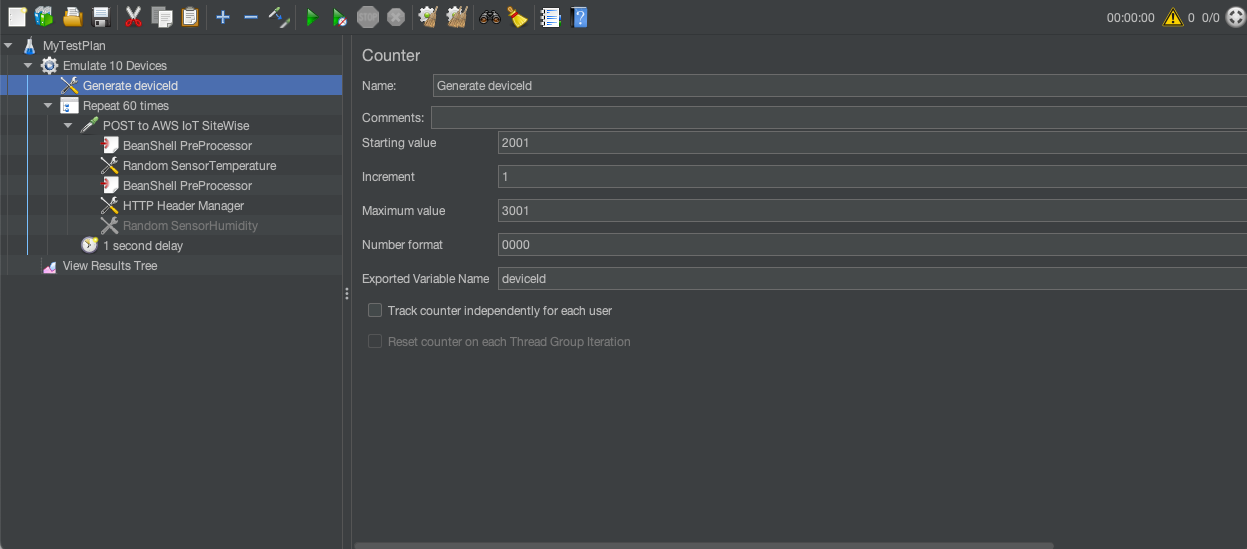 STOP
00:00:00 0 0/0
MyTestPlan
Emulate 10 Devices
Generate deviceId
Repeat 60 times
POST to AWS IoT SiteWise
BeanShell PreProcessor
Random SensorTemperature
BeanShell PreProcessor
HTTP Header Manager
Random SensorHumidity
1 second delay
View Results Tree
Counter
Name: Generate deviceId
Comments:
Starting value 2001
Increment 1
Maximum value 3001
Number format 0000
Exported Variable Name deviceId
Track counter independently for each user
Reset counter on each Thread Group Iteration